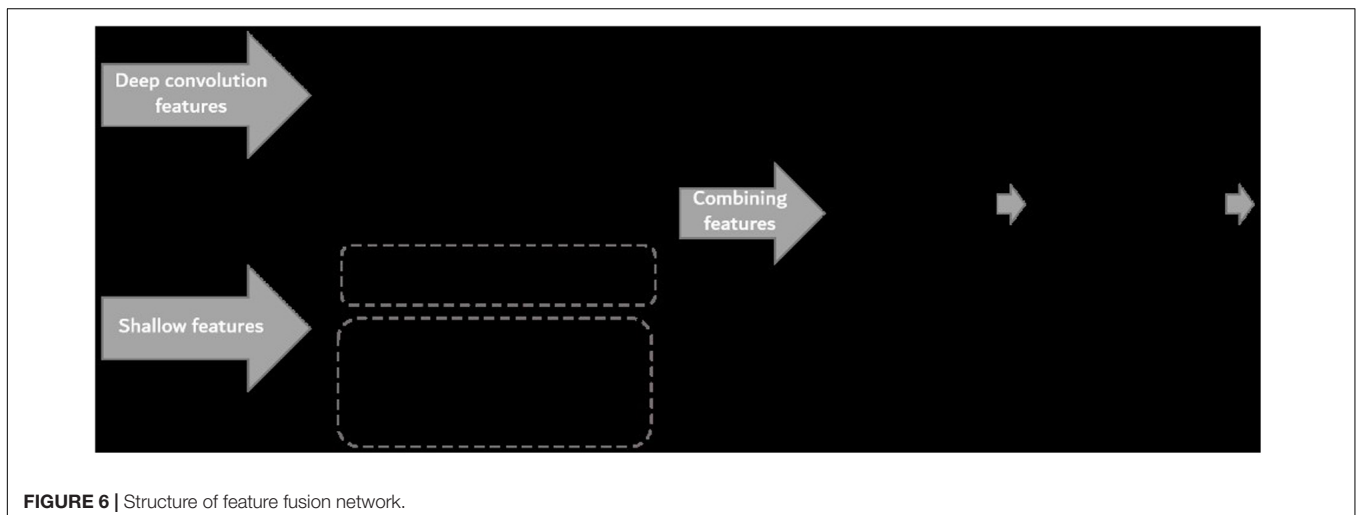 Deep convolution
features
Combining
features
Shallow features
FIGURE 6 | Structure of feature fusion network.